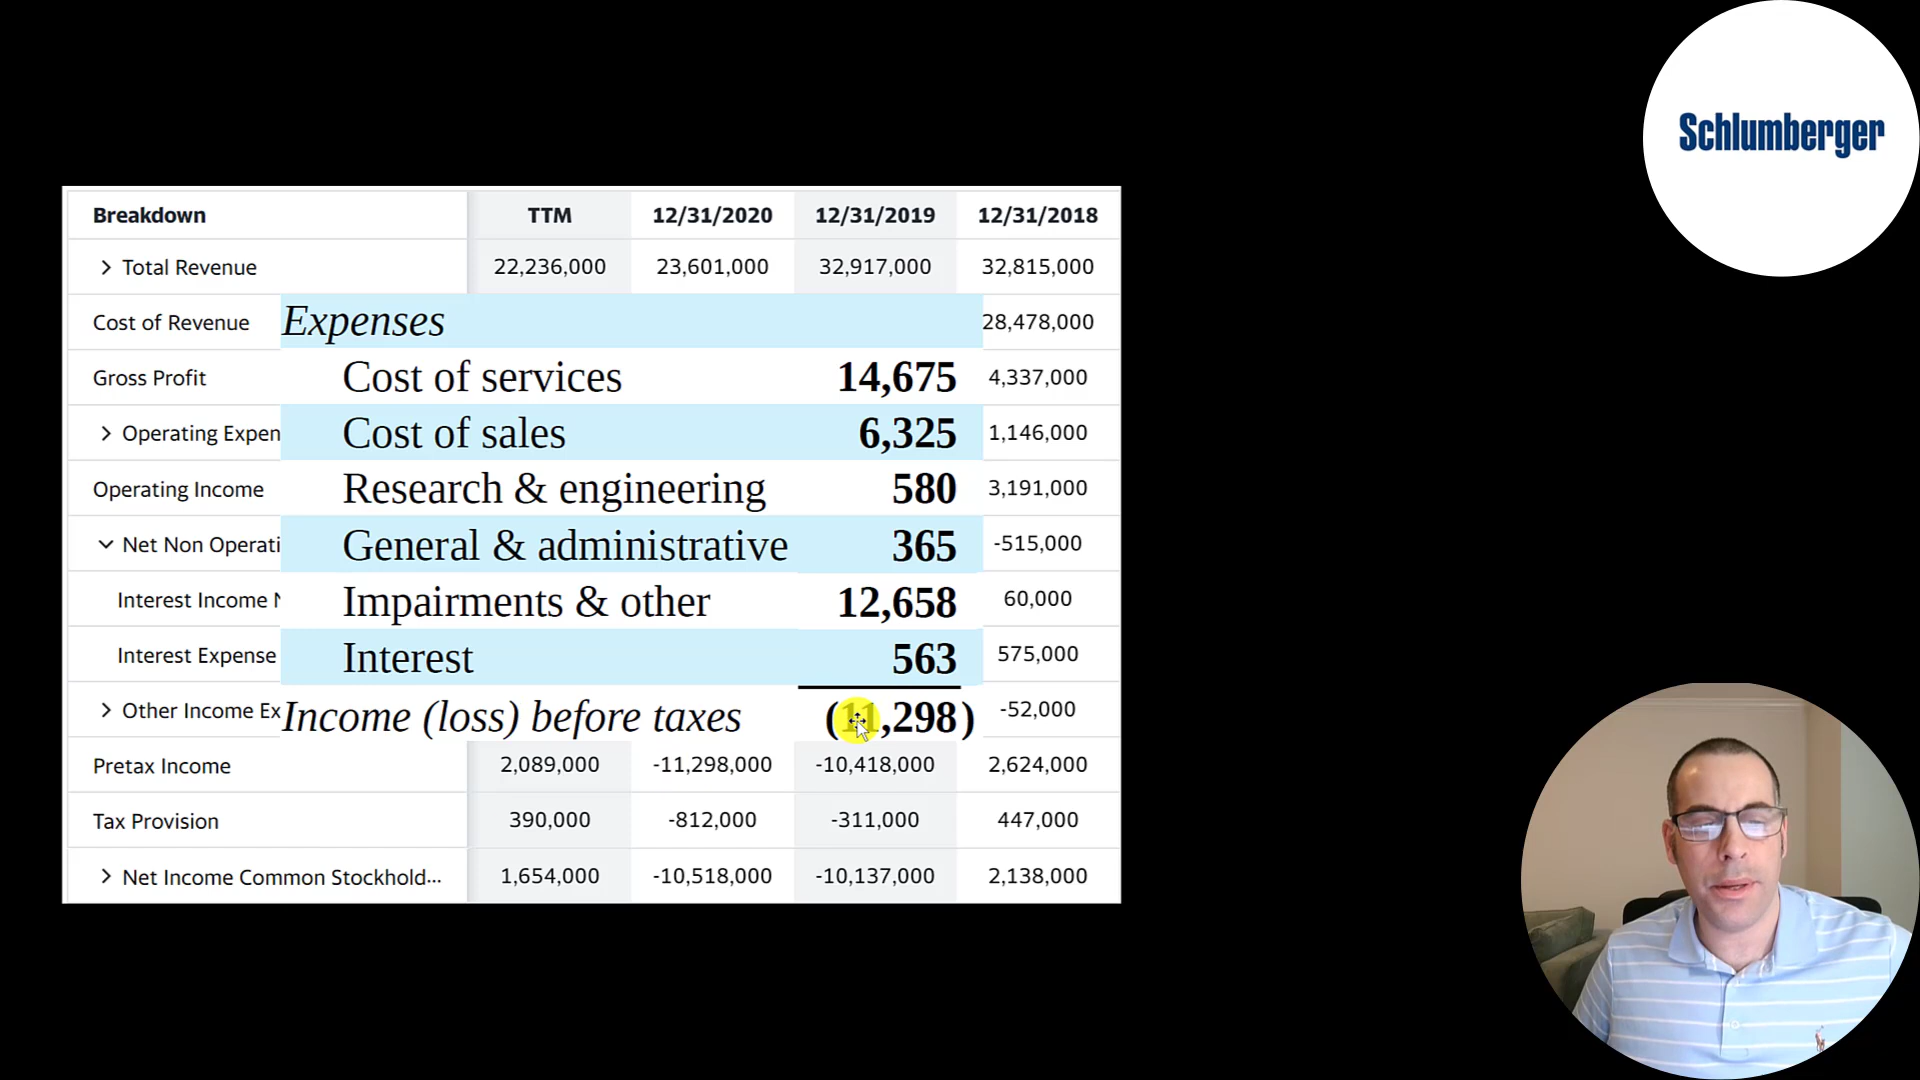 Schlumberger
Breakdown TTM 12/31/2020 12/31/2019 12/31/2018
Total Revenue 22,236,000 23,601,000 32,917,000 32,815,000
Cost of Revenue Expenses 28,478,000
Gross Profit Cost of services 14,675 4,337,000
Operating Expen Cost of sales 6,325 1,146,000
Operating Income Research & engineering 580 3,191,000
Net Non Operati General & administrative 365 -515,000
Interest Income Impairments & other 12,658 60,000
Interest Expense Interest 563 575,000
Other Income Ex Income (loss) before taxes (11,298) -52,000
Pretax Income 2,089,000 -11,298,000 -10,418,000 2,624,000
Tax Provision 390,000 -812,000 -311,000 447,000
Net Income Common Stockhold... 1,654,000 -10,518,000 -10,137,000 2,138,000